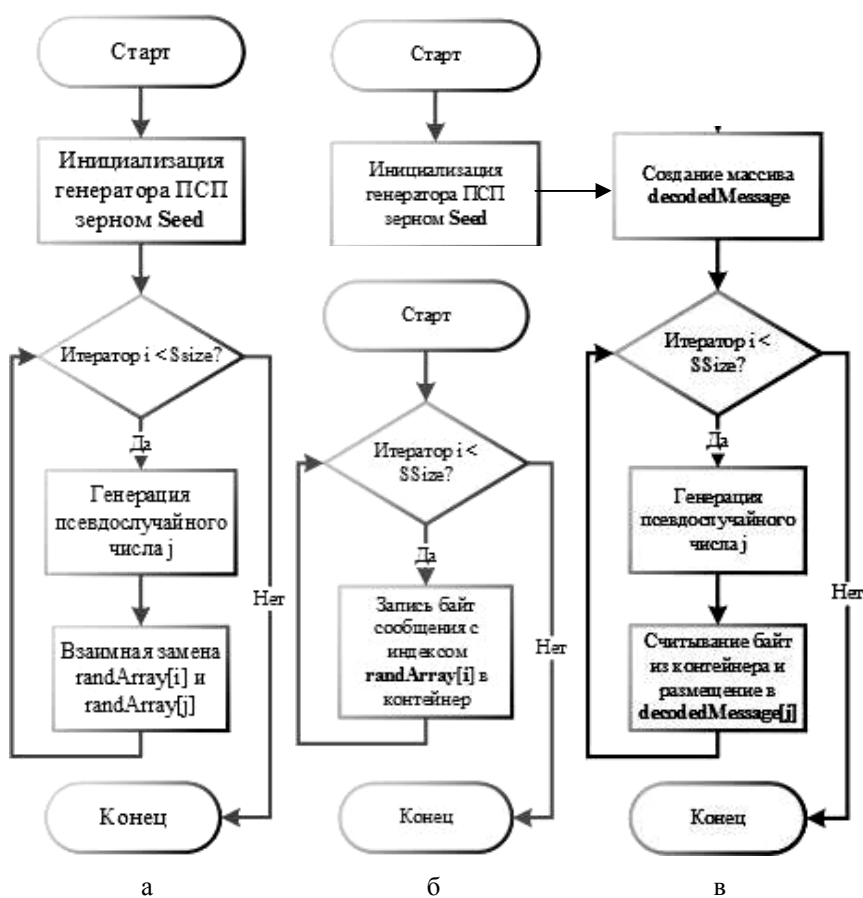 Старт
Инициализация
генератора ПСП
зерном Seed
Итератор i < Ssize?
Да
Генерация
псевдослучайного
числа j
Взаимная замена
randArray[i] и
randArray[j]
Нет
Конец
а
Старт
Инициализация
генератора ПСП
зерном Seed
Старт
Итератор i <
SSize?
Да
Запись байт
сообщения с
индексом
randArray[i] в
контейнер
Нет
Конец
б
Создание массива
decodedMessage
Итератор i <
SSize?
Да
Генерация
псевдослучайного
числа j
Считывание байт
из контейнера и
размещение в
decodedMessage[j]
Нет
Конец
в